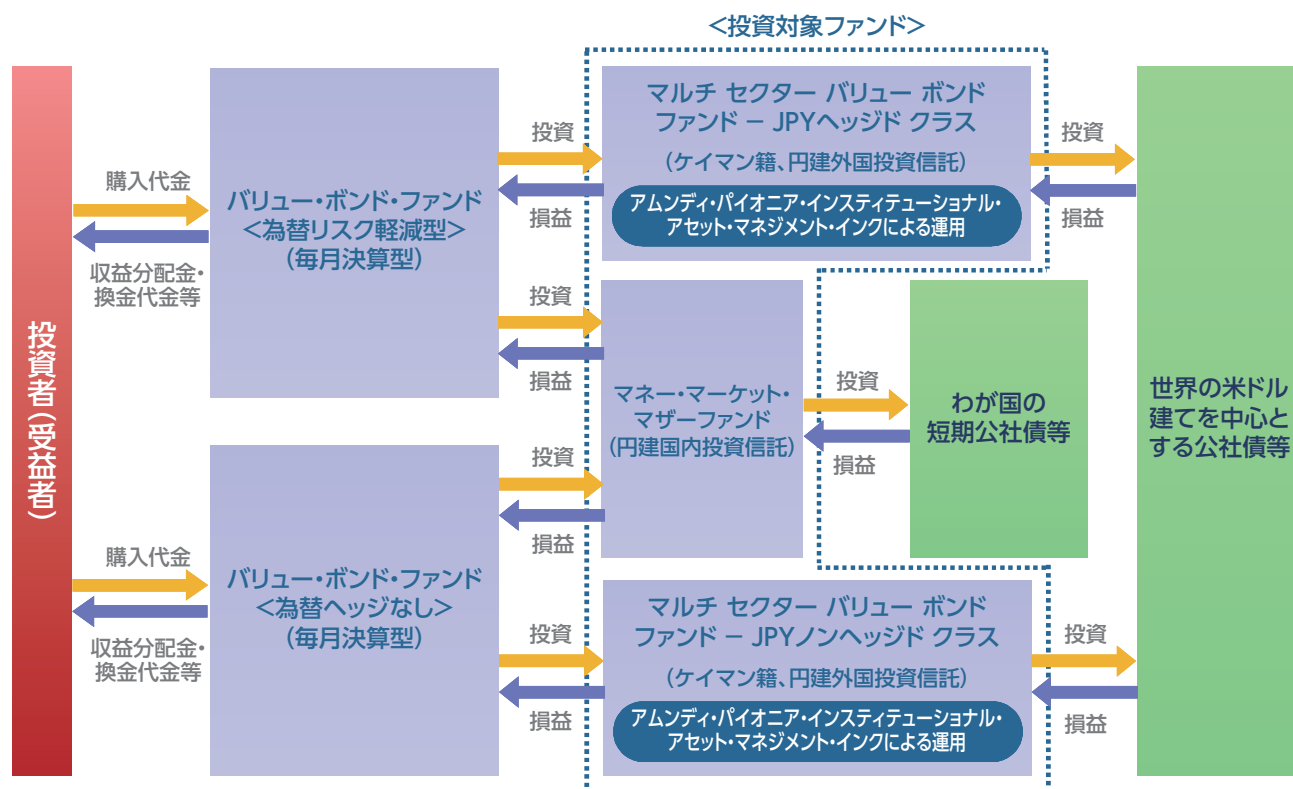 ＜投資対象ファンド＞
投資者(受益者)
購入代金
収益分配金・
換金代金等
バリュー・ボンド・ファンド
＜為替リスク軽減型＞
(毎月決算型)
投資
損益
マルチ セクター バリュー ボンド
ファンド － JPYヘッジド クラス
(ケイマン籍、円建外国投資信託)
アムンディ・パイオニア・インスティテューショナル・
アセット・マネジメント・インクによる運用
投資
損益
投資
損益
マネー・マーケット・
マザーファンド
(円建国内投資信託)
投資
損益
わが国の
短期公社債等
世界の米ドル
建てを中心と
する公社債等
投資
損益
購入代金
収益分配金・
換金代金等
バリュー・ボンド・ファンド
＜為替ヘッジなし＞
(毎月決算型)
投資
損益
マルチ セクター バリュー ボンド
ファンド － JPYノンヘッジド クラス
(ケイマン籍、円建外国投資信託)
アムンディ・パイオニア・インスティテューショナル・
アセット・マネジメント・インクによる運用
投資
損益